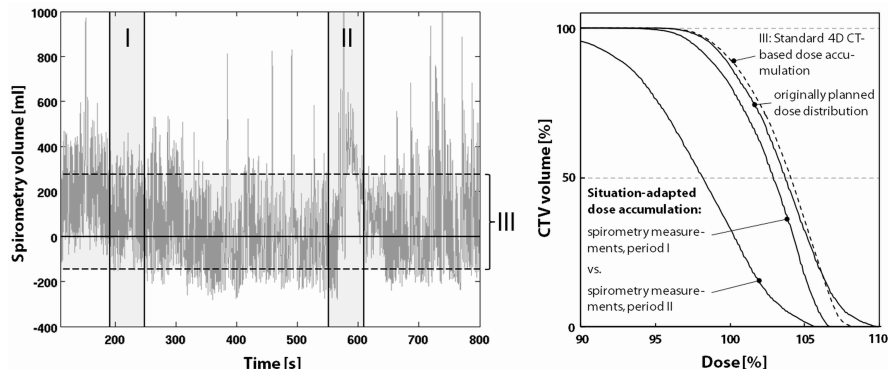 1000
800
600
400
200
0
-200
-400
Spirometry volume [ml]
I
II
III
200
300
400
500
600
700
800
Time [s]
100
50
0
CTV volume [%]
III: Standard 4D CT-
based dose accu-
mulation
originally planned
dose distribution
Situation-adapted
dose accumulation:
spirometry measure-
ments, period I
vs.
spirometry measure-
ments, period II
90
95
100
105
110
Dose [%]